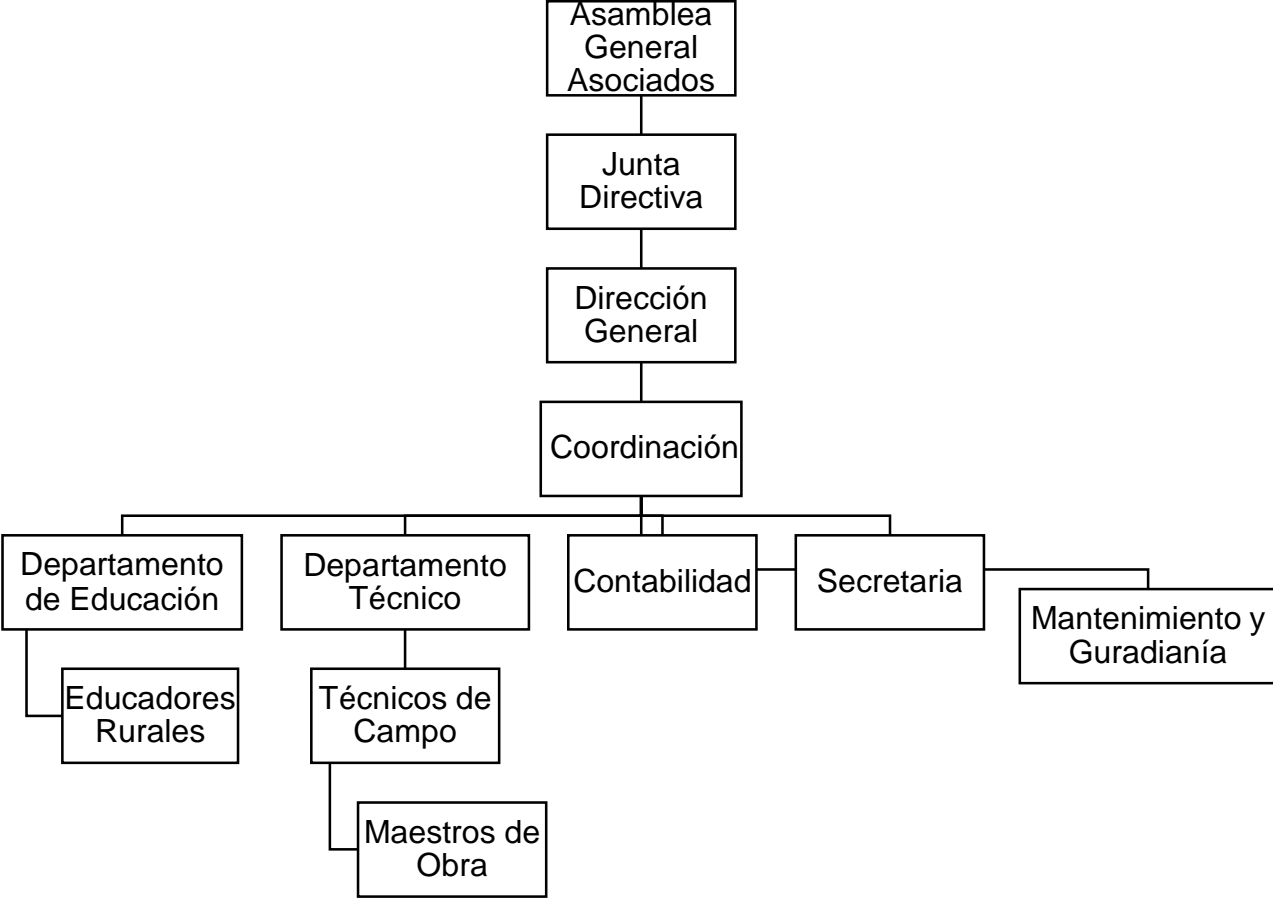 Asamblea
General
Asociados
Junta
Directiva
Dirección
General
Coordinación
Departamento
de Educación
Departamento
Técnico
Contabilidad
Secretaria
Mantenimiento y
Guradianía
Educadores
Rurales
Técnicos de
Campo
Maestros de
Obra